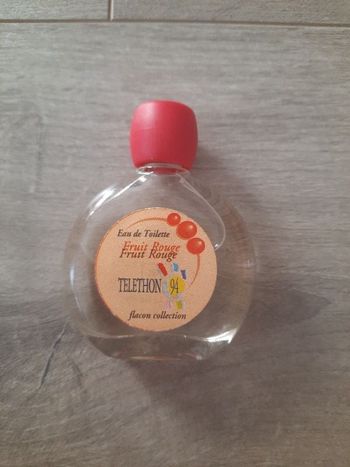 Eau de Toilette
Fruit Rouge
Fruit Rouge
TELETHON 94
flacon collection